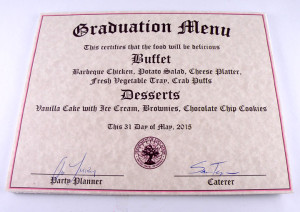 Graduation Menu
This certifies that the food will be delicious
Buffet
Barbeque Chicken, Potato Salad, Cheese Platter,
Fresh Vegetable Tray, Crab Puffs
Desserts
Vanilla Cake with Ice Cream, Brownies, Chocolate Chip Cookies
This 31 Day of May, 2015
Party Planner
Caterer